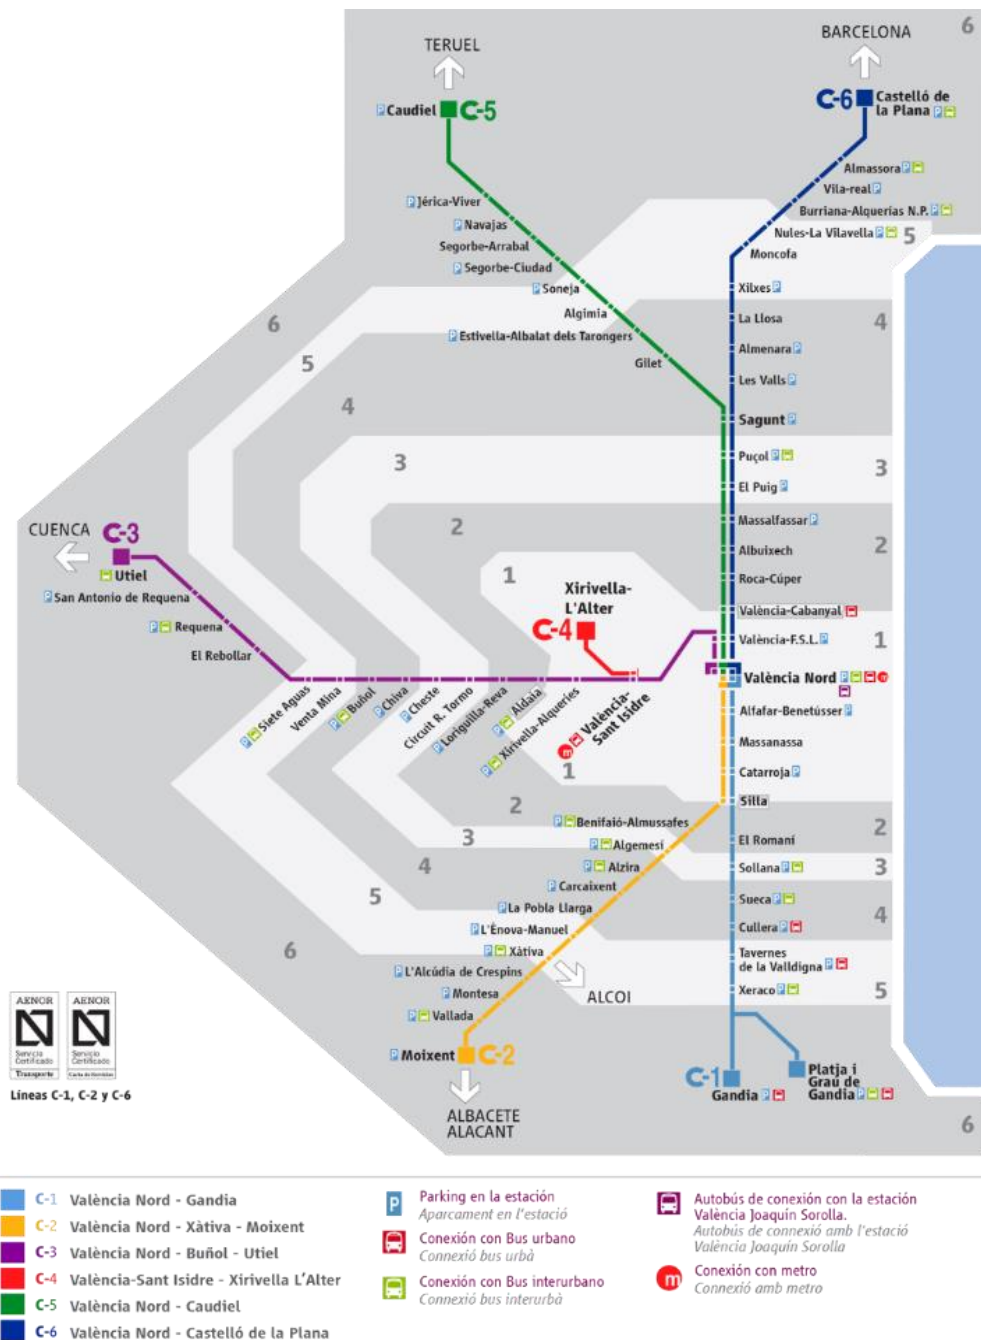 6
BARCELONA
TERUEL
C-6
Castelló de
la Plana
Caudiel
C-5
Almassora
Vila-real
Jérica-Viver
Burriana-Alquerías N.P.
Navajas
Nules-La Vilavella
5
Segorbe-Arrabal
Moncofa
Segorbe-Ciudad
Soneja
Xilxes
Algimia
La Llosa
4
6
Estivella-Albalat dels Tarongers
Almenara
5
Gilet
Les Valls
4
Sagunt
3
Puçol
3
El Puig
2
Massalfassar
CUENCA
C-3
Albuixech
2
1
Roca-Cúper
Utiel
Xirivella-
L'Alter
San Antonio de Requena
València-Cabanyal
C-4
Requena
València-F.S.L.
1
El Rebollar
València Nord
Siete Aguas
Venta Mina
Buñol
Chiva
Cheste
Circuit R. Tormo
Loriguilla-Reva
Aldaia
Xirivella-Alqueries
València-
Sant Isidre
m
Alfafar-Benetússer
Massanassa
1
Catarroja
Silla
2
Benifaió-Almussafes
2
3
Algemesí
El Romaní
4
Alzira
Sollana
3
5
Carcaixent
Sueca
La Pobla Llarga
4
L'Énova-Manuel
Cullera
6
Xàtiva
Tavernes
de la Valldigna
L'Alcúdia de Crespins
Xeraco
5
Montesa
ALCOI
Vallada
AENOR
AENOR
Servicio
Certificado
Servicio
Certificado
Transporte
Moixent
C-2
Platja i
Grau de
Gandia
C-1
Gandia
Líneas C-1, C-2 y C-6
ALBACETE
ALACANT
6
C-1 València Nord - Gandia
C-2 València Nord - Xàtiva - Moixent
C-3 València Nord - Buñol - Utiel
C-4 València-Sant Isidre - Xirivella L'Alter
C-5 València Nord - Caudiel
C-6 València Nord - Castelló de la Plana
P
Parking en la estación
Aparcament en l'estació
Conexión con Bus urbano
Connexió bus urbà
Conexión con Bus interurbano
Connexió bus interurbà
Autobús de conexión con la estación
València Joaquín Sorolla.
Autobús de connexió amb l'estació
València Joaquín Sorolla
m
Conexión con metro
Connexió amb metro